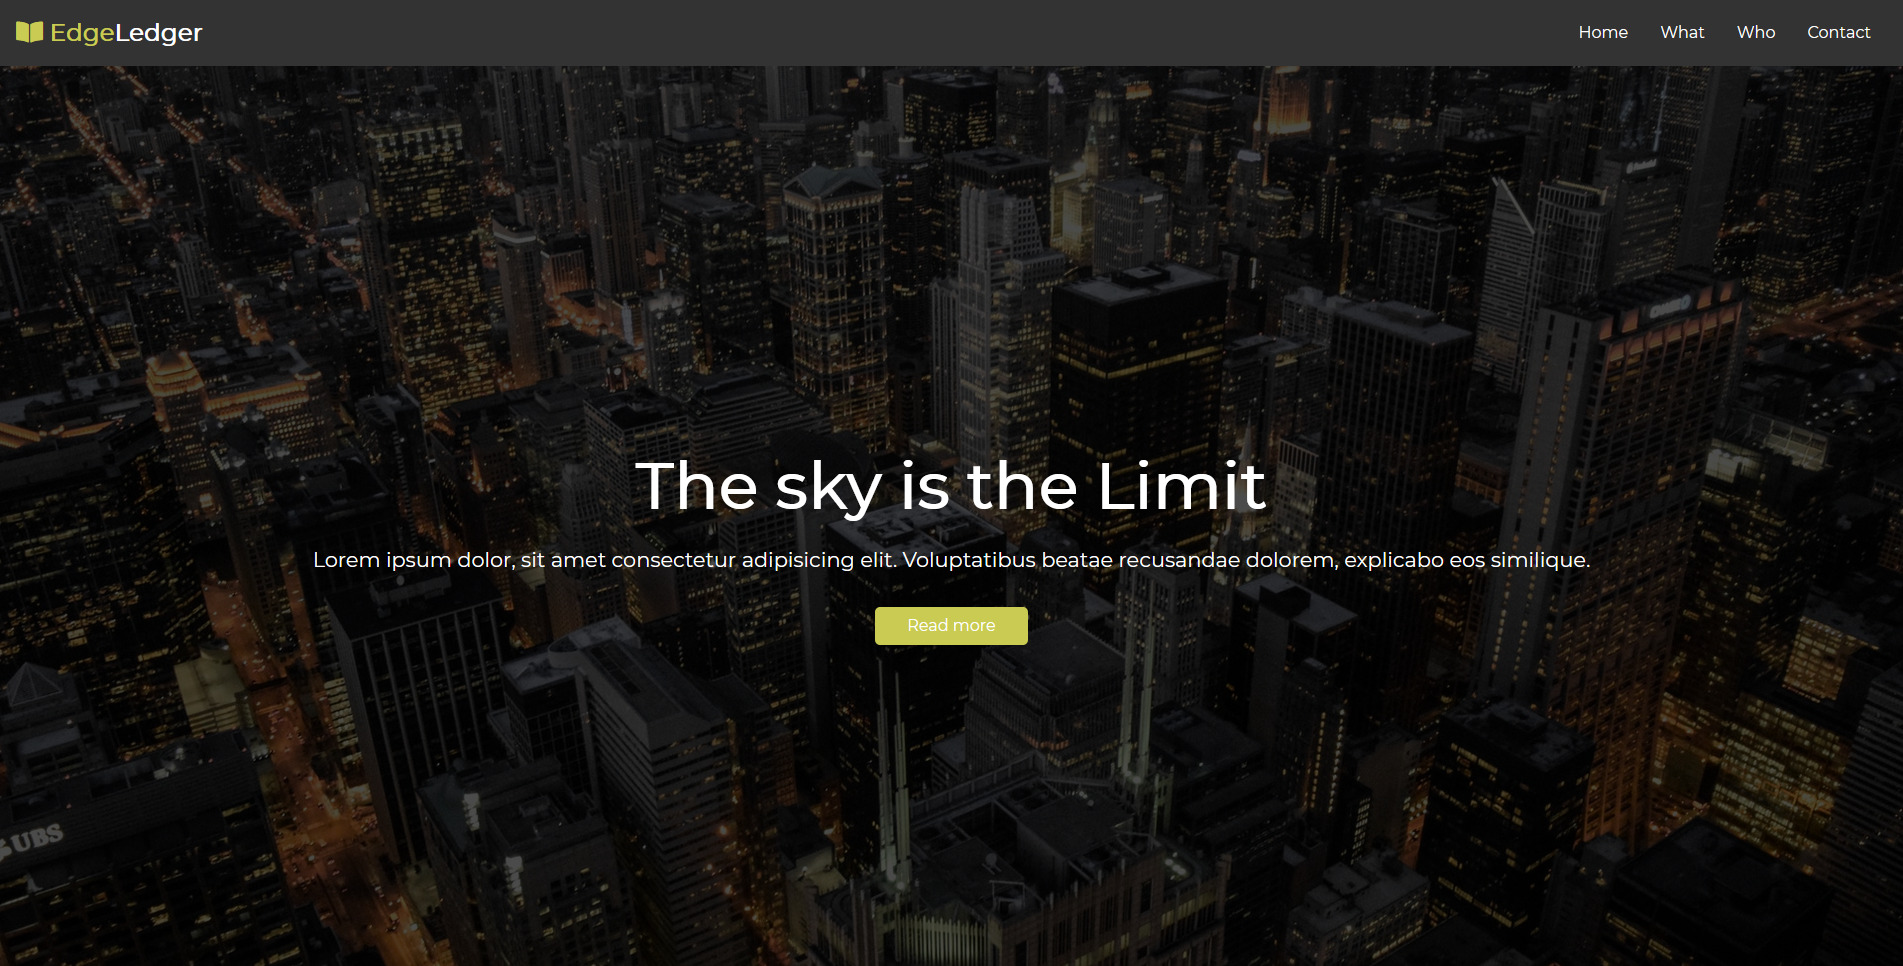 EdgeLedger
Home What Who Contact
The sky is the Limit
Lorem ipsum dolor, sit amet consectetur adipisicing elit. Voluptatibus beatae recusandae dolorem, explicabo eos similique.
Read more
UBS